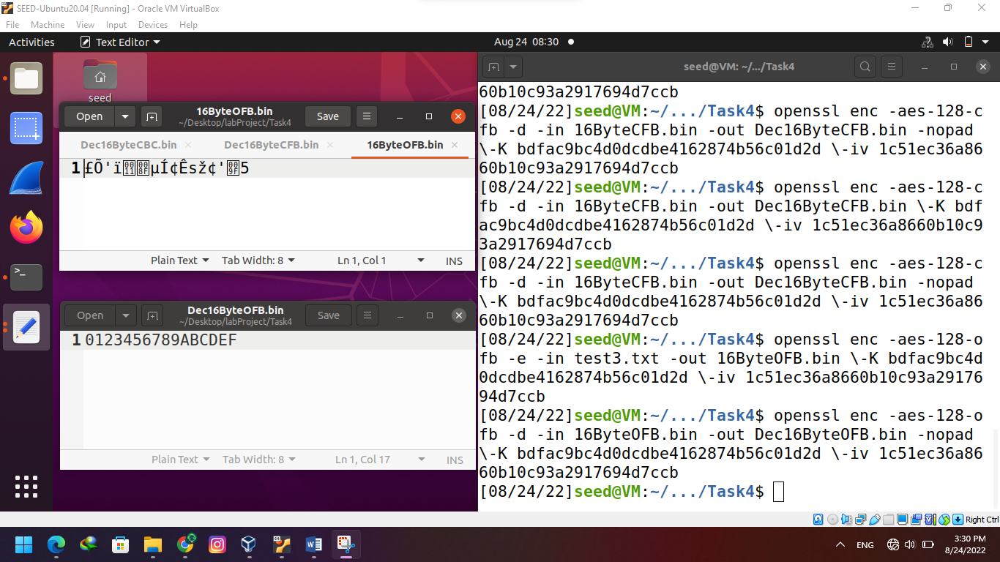 SEED-Ubuntu20.04 [Running] - Oracle VM VirtualBox
File Machine View Input Devices Help
Activities Text Editor Aug 24 08:30
seed
Open 16ByteOFB.bin Save
~/Desktop/labProject/Task4
Dec16ByteCBC.bin Dec16ByteCFB.bin 16ByteOFB.bin
1 £Õ'ïµÍ¢Êsž¢'5
Plain Text Tab Width: 8 Ln 1, Col 1 INS
Open Dec16ByteOFB.bin Save
~/Desktop/labProject/Task4
1 0123456789ABCDEF
Plain Text Tab Width: 8 Ln 1, Col 17 INS
seed@VM: ~/.../Task4
60b10c93a2917694d7ccb
[08/24/22]seed@VM:~/.../Task4$ openssl enc -aes-128-c
fb -d -in 16ByteCFB.bin -out Dec16ByteCFB.bin -nopad
\-K bdfac9bc4d0dcdbe4162874b56c01d2d \-iv 1c51ec36a86
60b10c93a2917694d7ccb
[08/24/22]seed@VM:~/.../Task4$ openssl enc -aes-128-c
fb -d -in 16ByteCFB.bin -out Dec16ByteCFB.bin \-K bdf
ac9bc4d0dcdbe4162874b56c01d2d \-iv 1c51ec36a8660b10c9
3a2917694d7ccb
[08/24/22]seed@VM:~/.../Task4$ openssl enc -aes-128-c
fb -d -in 16ByteCFB.bin -out Dec16ByteCFB.bin -nopad
\-K bdfac9bc4d0dcdbe4162874b56c01d2d \-iv 1c51ec36a86
60b10c93a2917694d7ccb
[08/24/22]seed@VM:~/.../Task4$ openssl enc -aes-128-o
fb -e -in test3.txt -out 16ByteOFB.bin \-K bdfac9bc4d
0dcdbe4162874b56c01d2d \-iv 1c51ec36a8660b10c93a29176
94d7ccb
[08/24/22]seed@VM:~/.../Task4$ openssl enc -aes-128-o
fb -d -in 16ByteOFB.bin -out Dec16ByteOFB.bin -nopad
\-K bdfac9bc4d0dcdbe4162874b56c01d2d \-iv 1c51ec36a86
60b10c93a2917694d7ccb
[08/24/22]seed@VM:~/.../Task4$
Right Ctrl
ENG
3:30 PM
8/24/2022